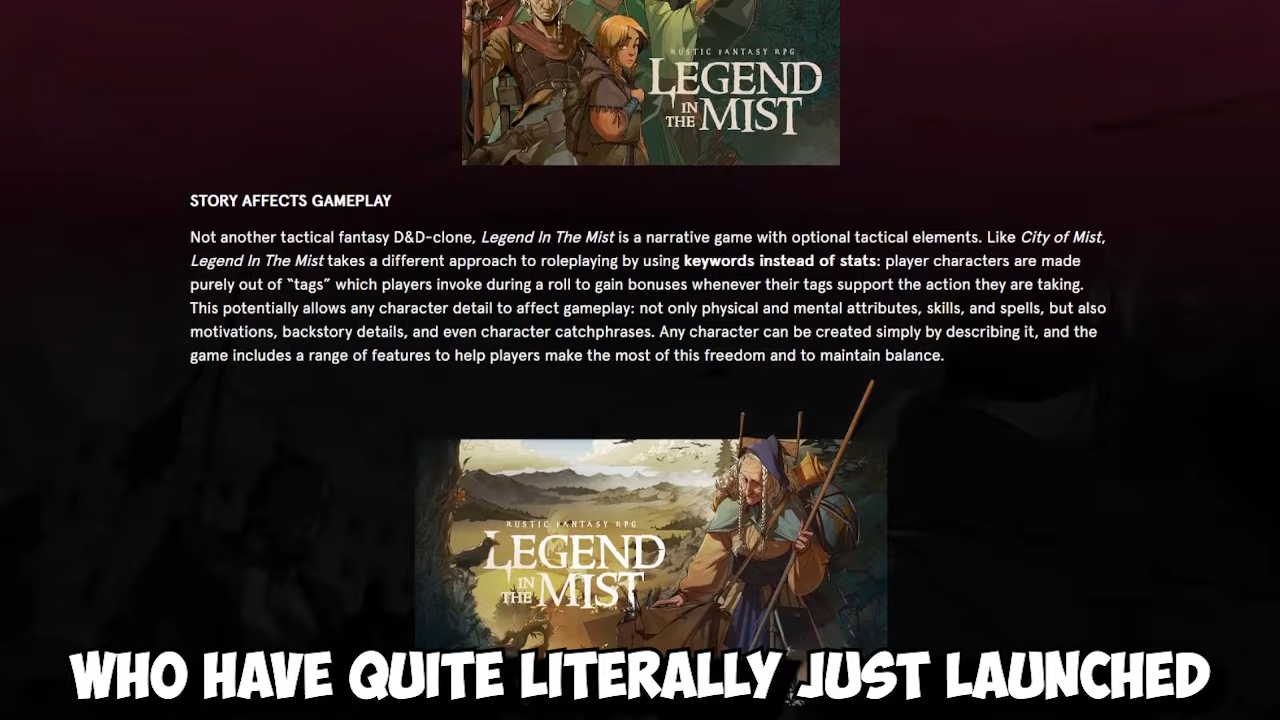 RUSTIC FANTASY RPG
LEGEND
IN
THE MIST
STORY AFFECTS GAMEPLAY
Not another tactical fantasy D&D-clone, Legend In The Mist is a narrative game with optional tactical elements. Like City of Mist,
Legend In The Mist takes a different approach to roleplaying by using keywords instead of stats: player characters are made
purely out of “tags” which players invoke during a roll to gain bonuses whenever their tags support the action they are taking.
This potentially allows any character detail to affect gameplay: not only physical and mental attributes, skills, and spells, but also
motivations, backstory details, and even character catchphrases. Any character can be created simply by describing it, and the
game includes a range of features to help players make the most of this freedom and to maintain balance.
RUSTIC FANTASY RPG
LEGEND
IN
THE MIST
WHO HAVE QUITE LITERALLY JUST LAUNCHED